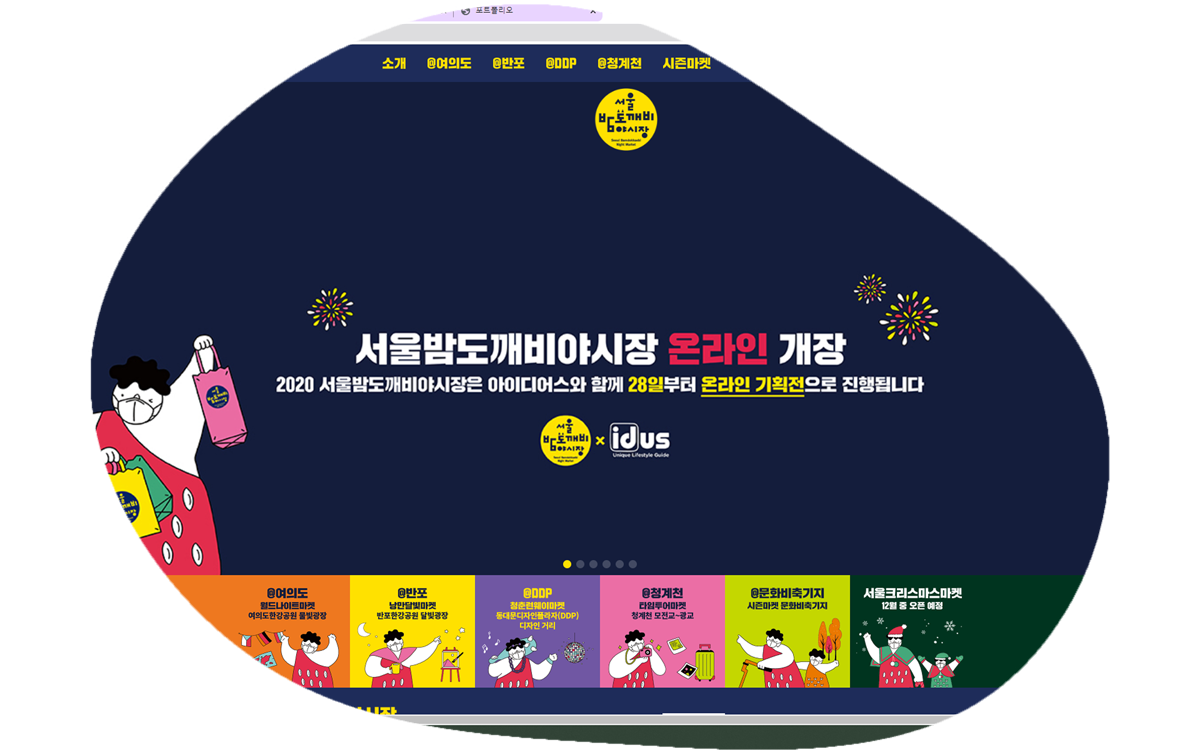 포트폴리오
소개 @여의도 @반포 @DDP @청계천 시즌마켓
서울
밤도깨비
야시장
Seoul Bamdokkaebi
Night Market
서울밤도깨비야시장 온라인 개장
2020 서울밤도깨비야시장은 아이디어스와 함께 28일부터 온라인 기획전으로 진행됩니다
서울
밤도깨비
야시장
Seoul Bamdokkaebi
Night Market
×
idus
Unique Lifestyle Guide
@여의도
월드나이트마켓
여의도한강공원 물빛광장
@반포
낭만달빛마켓
반포한강공원 달빛광장
@DDP
청춘런웨이마켓
동대문디자인플라자(DDP)
디자인 거리
@청계천
타임투어마켓
청계천 모전교~광교
@문화비축기지
시즌마켓 문화비축기지
서울크리스마스마켓
12월 중 오픈 예정
시장